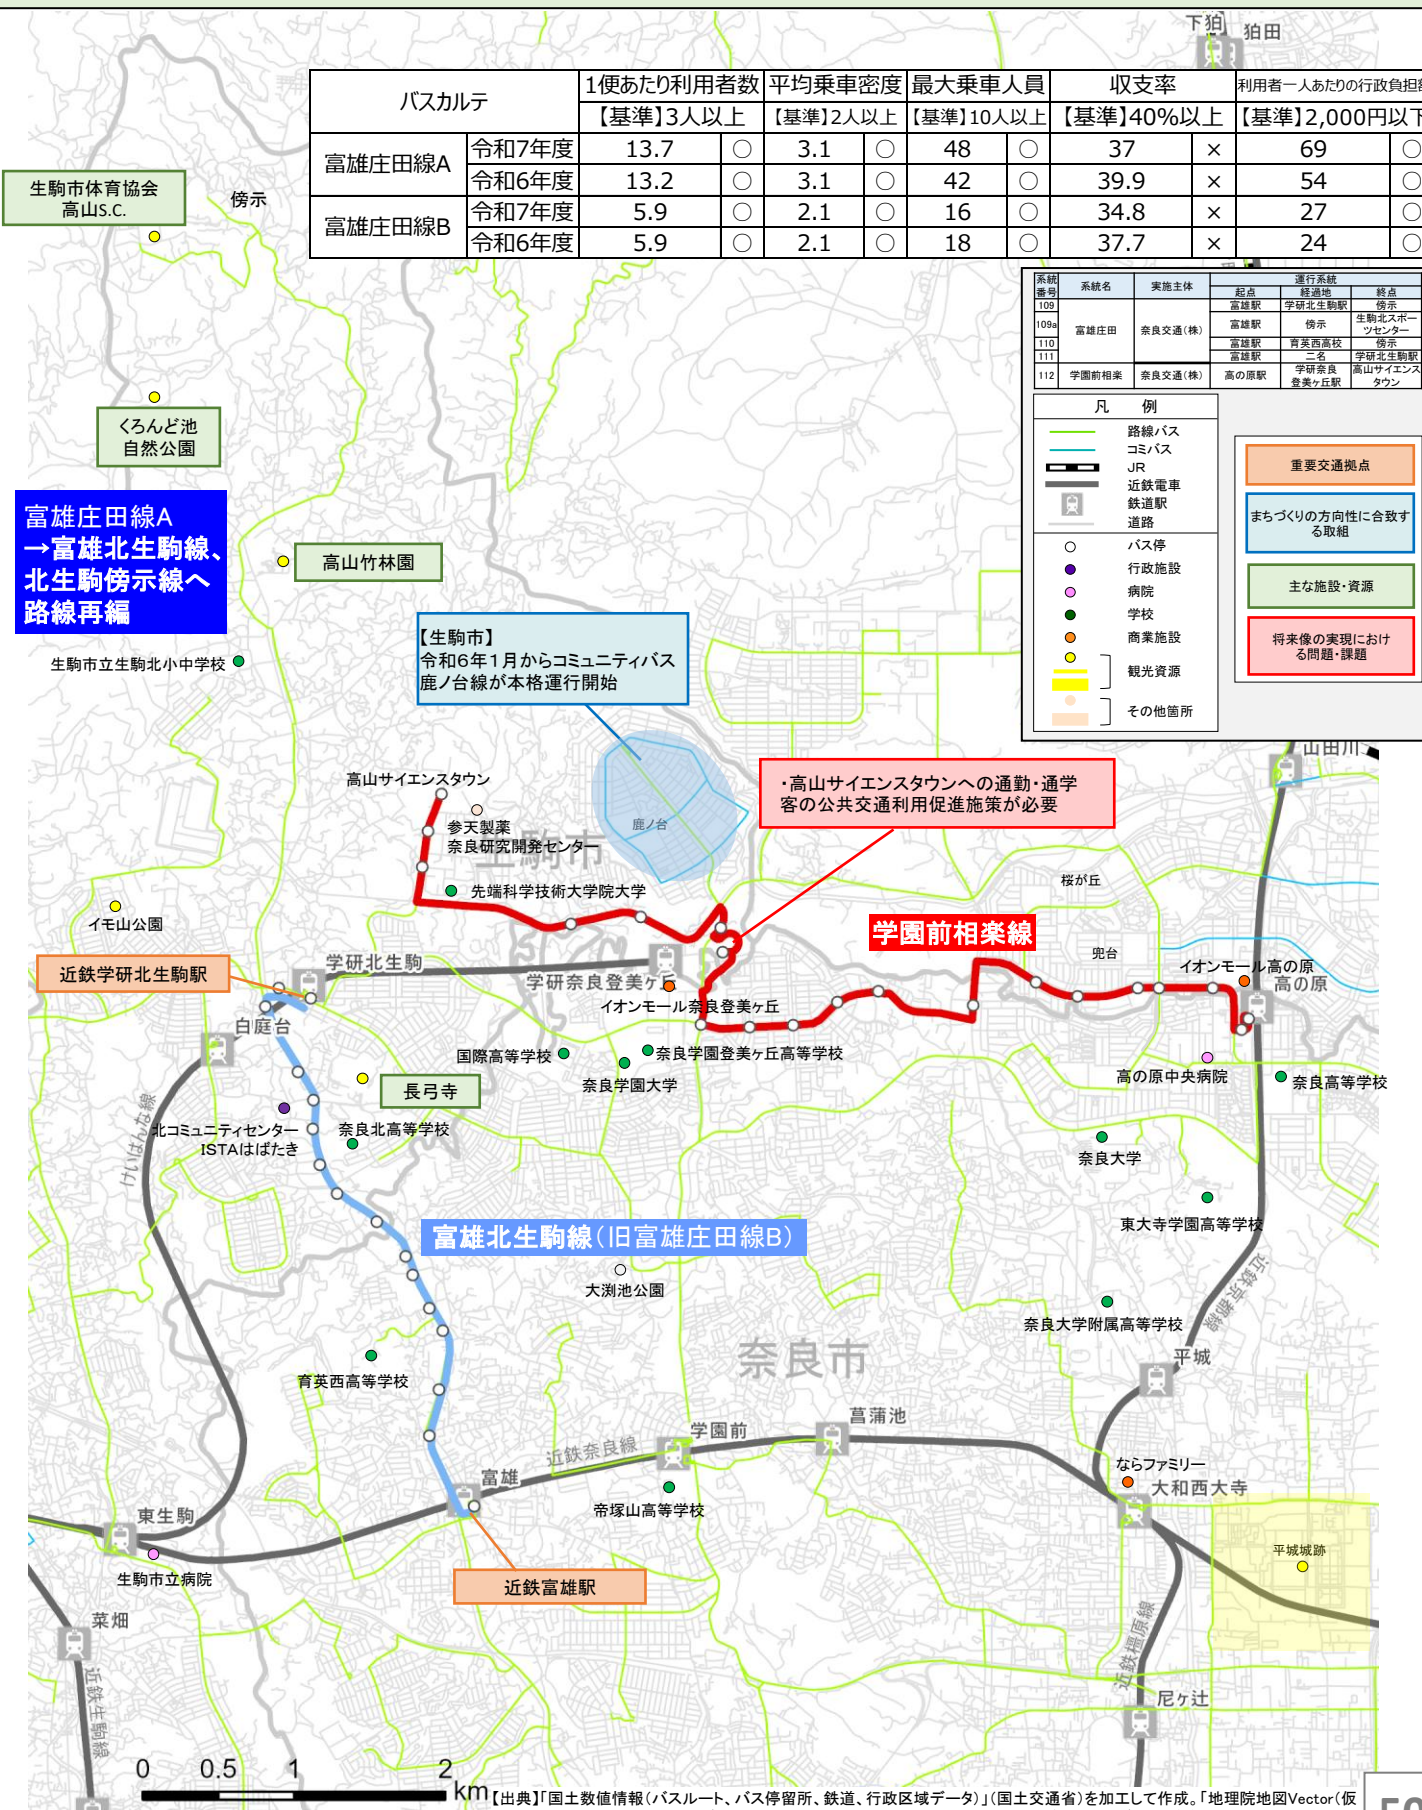 下狛 狛田
バスカルテ 1便あたり利用者数 平均乗車密度 最大乗車人員 収支率 利用者一人あたりの行政負担額
【基準】3人以上 【基準】2人以上 【基準】10人以上 【基準】40%以上 【基準】2,000円以下
富雄庄田線A 令和7年度 13.7 ○ 3.1 ○ 48 ○ 37 × 69 ○
令和6年度 13.2 ○ 3.1 ○ 42 ○ 39.9 × 54 ○
富雄庄田線B 令和7年度 5.9 ○ 2.1 ○ 16 ○ 34.8 × 27 ○
令和6年度 5.9 ○ 2.1 ○ 18 ○ 37.7 × 24 ○
生駒市体育協会
高山S.C.
傍示
系統番号 系統名 実施主体 運行系統
起点 経過地 終点
109 富雄駅 学研北生駒駅 傍示
109a 富雄庄田 奈良交通(株) 富雄駅 傍示 生駒北スポーツセンター
110 富雄駅 育英西高校 傍示
111 富雄駅 二名 学研北生駒駅
112 学園前相楽 奈良交通(株) 高の原駅 学研奈良登美ヶ丘駅 高山サイエンスタウン
凡 例
路線バス
コミバス
JR
近鉄電車
鉄道駅
道路
バス停
行政施設
病院
学校
商業施設
観光資源
その他箇所
重要交通拠点
まちづくりの方向性に合致す
る取組
主な施設・資源
将来像の実現におけ
る問題・課題
くろんど池
自然公園
富雄庄田線A
→富雄北生駒線、
北生駒傍示線へ
路線再編
高山竹林園
【生駒市】
令和6年1月からコミュニティバス
鹿ノ台線が本格運行開始
生駒市立生駒北小中学校
山田川
高山サイエンスタウン
・高山サイエンスタウンへの通勤・通学
客の公共交通利用促進施策が必要
参天製薬
奈良研究開発センター
生駒市
鹿ノ台
先端科学技術大学院大学
桜が丘
イモ山公園
学園前相楽線
兜台
近鉄学研北生駒駅
学研北生駒
学研奈良登美ヶ丘
イオンモール高の原
高の原
イオンモール奈良登美ヶ丘
白庭台
国際高等学校
奈良学園登美ヶ丘高等学校
奈良学園大学
高の原中央病院
奈良高等学校
長弓寺
けいはんな線
北コミュニティセンター
ISTAはばたき
奈良北高等学校
奈良大学
東大寺学園高等学校
富雄北生駒線(旧富雄庄田線B)
大渕池公園
近鉄京都線
奈良大学附属高等学校
奈良市
平城
育英西高等学校
菖蒲池
学園前
近鉄奈良線
富雄
ならファミリー
大和西大寺
帝塚山高等学校
東生駒
平城城跡
生駒市立病院
近鉄富雄駅
菜畑
近鉄生駒線
近鉄橿原線
尼ヶ辻
0 0.5 1 2
km
【出典】「国土数値情報(バスルート、バス停留所、鉄道、行政区域データ)」(国土交通省)を加工して作成。「地理院地図Vector(仮